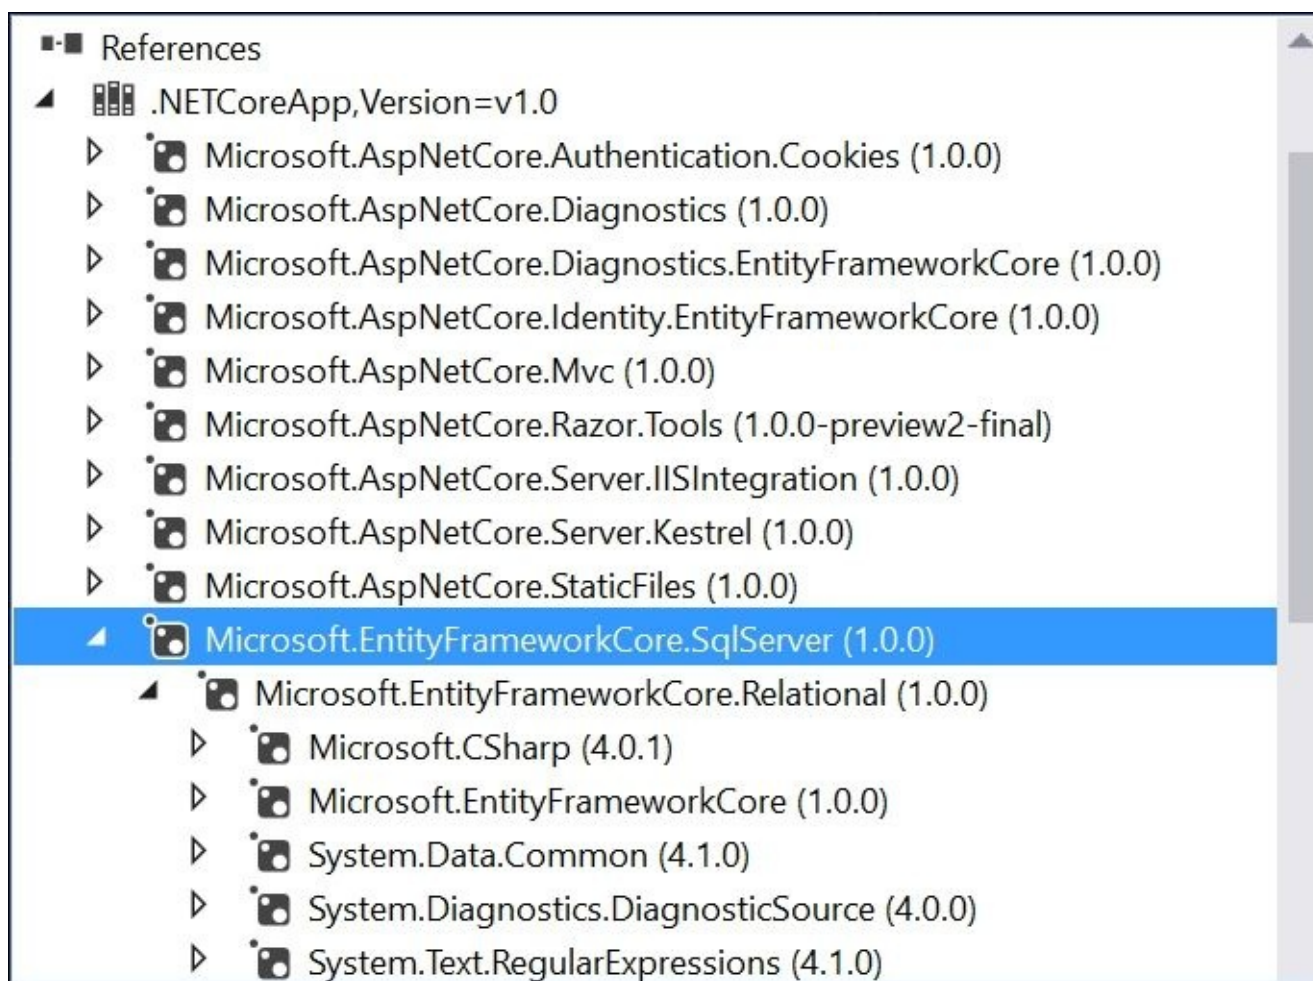 References
.NETCoreApp,Version=v1.0
Microsoft.AspNetCore.Authentication.Cookies (1.0.0)
Microsoft.AspNetCore.Diagnostics (1.0.0)
Microsoft.AspNetCore.Diagnostics.EntityFrameworkCore (1.0.0)
Microsoft.AspNetCore.Identity.EntityFrameworkCore (1.0.0)
Microsoft.AspNetCore.Mvc (1.0.0)
Microsoft.AspNetCore.Razor.Tools (1.0.0-preview2-final)
Microsoft.AspNetCore.Server.IISIntegration (1.0.0)
Microsoft.AspNetCore.Server.Kestrel (1.0.0)
Microsoft.AspNetCore.StaticFiles (1.0.0)
Microsoft.EntityFrameworkCore.SqlServer (1.0.0)
Microsoft.EntityFrameworkCore.Relational (1.0.0)
Microsoft.CSharp (4.0.1)
Microsoft.EntityFrameworkCore (1.0.0)
System.Data.Common (4.1.0)
System.Diagnostics.DiagnosticSource (4.0.0)
System.Text.RegularExpressions (4.1.0)